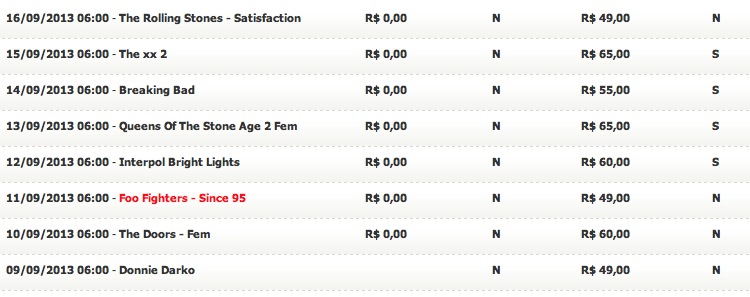 16/09/2013 06:00 - The Rolling Stones - Satisfaction R$ 0,00 N R$ 49,00 N
15/09/2013 06:00 - The xx 2 R$ 0,00 N R$ 65,00 S
14/09/2013 06:00 - Breaking Bad R$ 0,00 N R$ 55,00 S
13/09/2013 06:00 - Queens Of The Stone Age 2 Fem R$ 0,00 N R$ 65,00 S
12/09/2013 06:00 - Interpol Bright Lights R$ 0,00 N R$ 60,00 S
11/09/2013 06:00 - Foo Fighters - Since 95 R$ 0,00 N R$ 49,00 N
10/09/2013 06:00 - The Doors - Fem R$ 0,00 N R$ 60,00 N
09/09/2013 06:00 - Donnie Darko N R$ 49,00 N